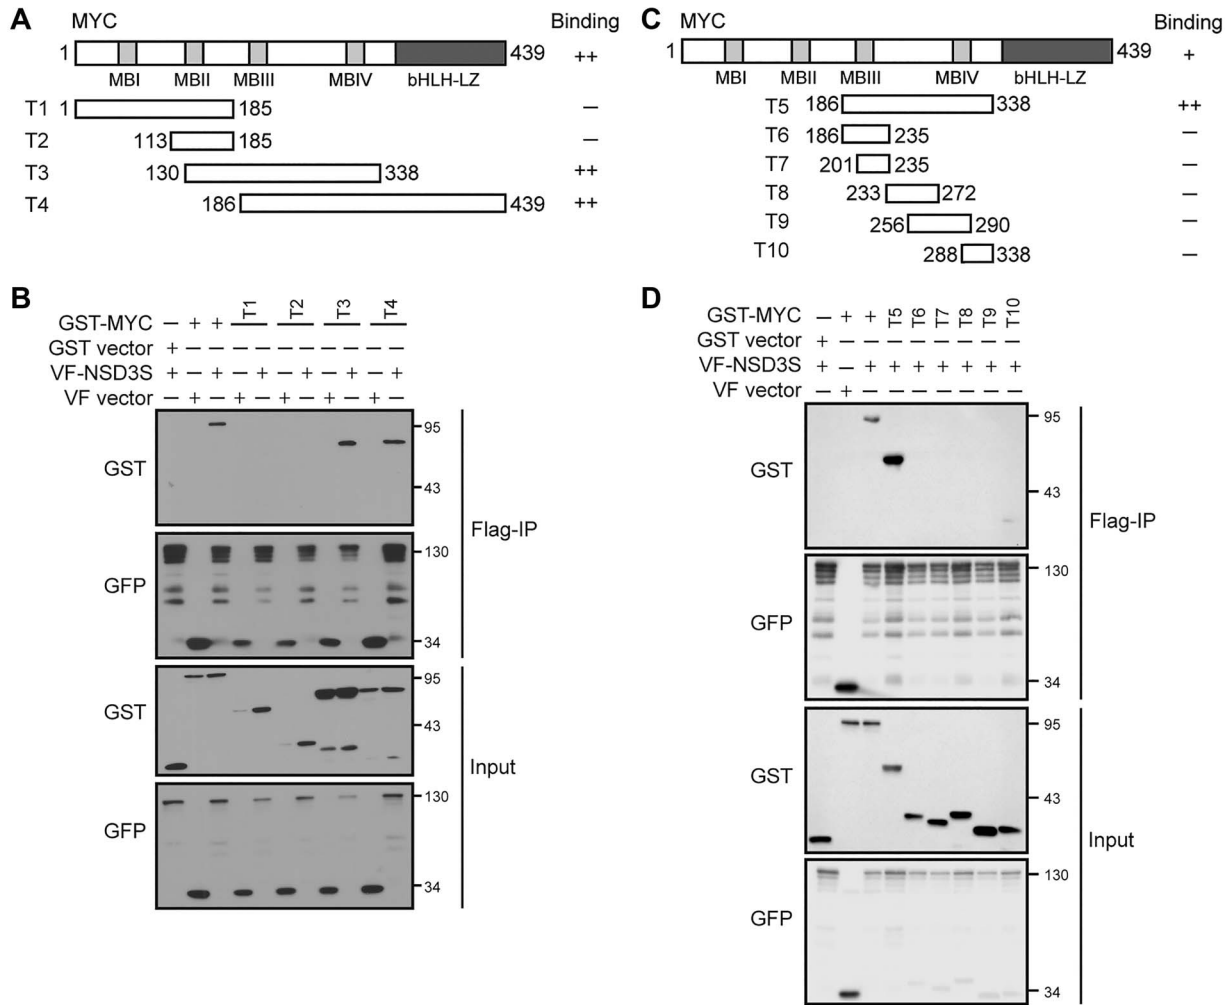 A
MYC
Binding
1
439
++
MBI
MBII
MBIII
MBIV
bHLH-LZ
T1
1
185
–
T2
113
185
–
T3
130
338
++
T4
186
439
++
B
T1
T2
T3
T4
GST-MYC – + +
GST vector + – – – – – – – – – –
VF-NSD3S + – + – + – + – + – +
VF vector – + – + – + – + – + –
GST
95
43
GFP
130
34
Flag-IP
GST
95
43
GFP
130
34
Input
C
MYC
Binding
1
439
+
MBI
MBII
MBIII
MBIV
bHLH-LZ
T5
186
338
++
T6
186
235
–
T7
201
235
–
T8
233
272
–
T9
256
290
–
T10
288
338
–
D
GST-MYC – + + T5 T6 T7 T8 T9 T10
GST vector + – – – – – – – –
VF-NSD3S + – + + + + + + +
VF vector – + – – – – – – –
GST
95
43
GFP
130
34
Flag-IP
GST
95
43
GFP
130
34
Input